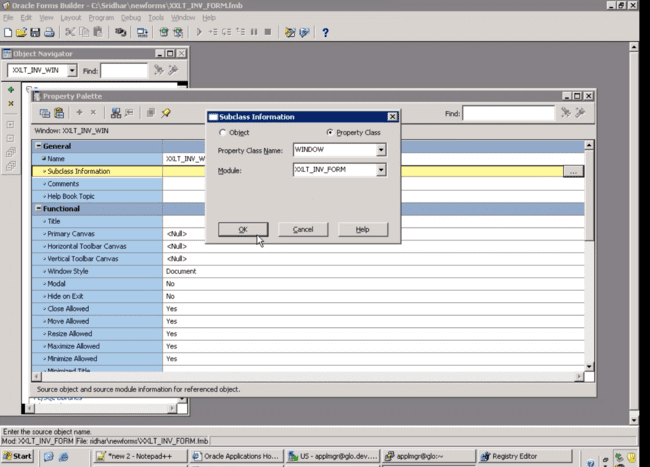 Oracle Forms Builder - C:\Sridhar\newforms\XXLT_INV_FORM.fmb
File Edit View Layout Program Debug Tools Window Help
Object Navigator
XXLT_INV_WIN Find:
Property Palette
Find:
Window: XXLT_INV_WIN
General
Name XXLT_INV_W
Subclass Information ...
Comments
Help Book Topic
Functional
Title
Primary Canvas <Null>
Horizontal Toolbar Canvas <Null>
Vertical Toolbar Canvas <Null>
Window Style Document
Modal No
Hide on Exit No
Close Allowed Yes
Move Allowed Yes
Resize Allowed Yes
Maximize Allowed Yes
Minimize Allowed Yes
Minimized Title
Source object and source module information for referenced object.
Subclass Information
Object Property Class
Property Class Name: WINDOW
Module: XXLT_INV_FORM
OK Cancel Help
PL/SQL Libraries
Enter the source object name.
Mod: XXLT_INV_FORM File: ridhar\newforms\XXLT_INV_FORM.fmb
Start *new 2 - Notepad++ Oracle Applications Ho... US - applmgr@glo.dev.... applmgr@glo:~ Registry Editor